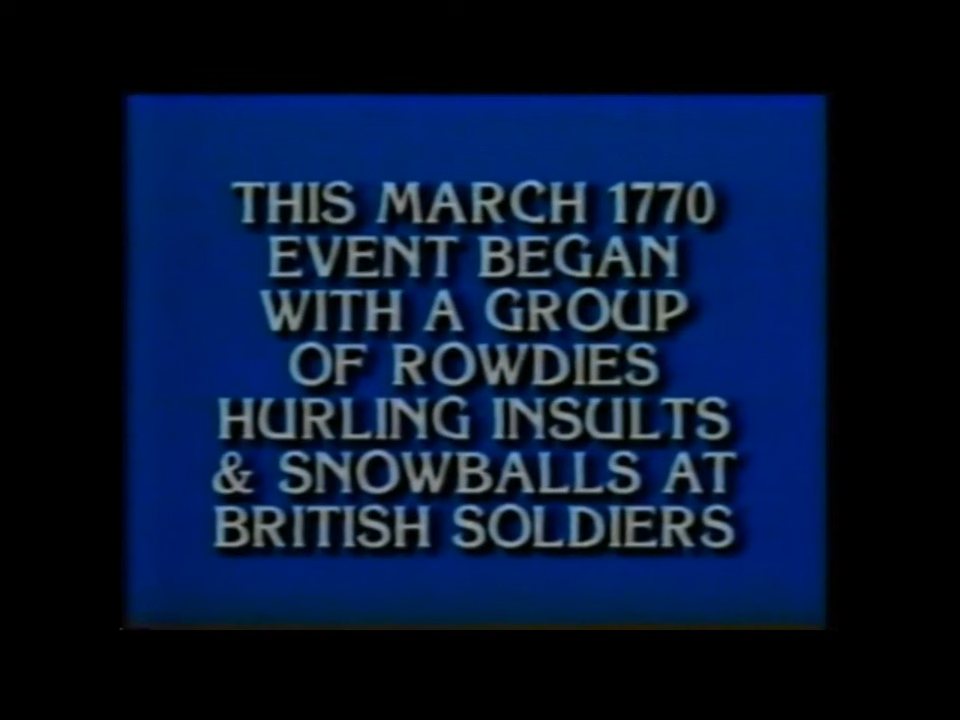 THIS MARCH 1770
EVENT BEGAN
WITH A GROUP
OF ROWDIES
HURLING INSULTS
& SNOWBALLS AT
BRITISH SOLDIERS